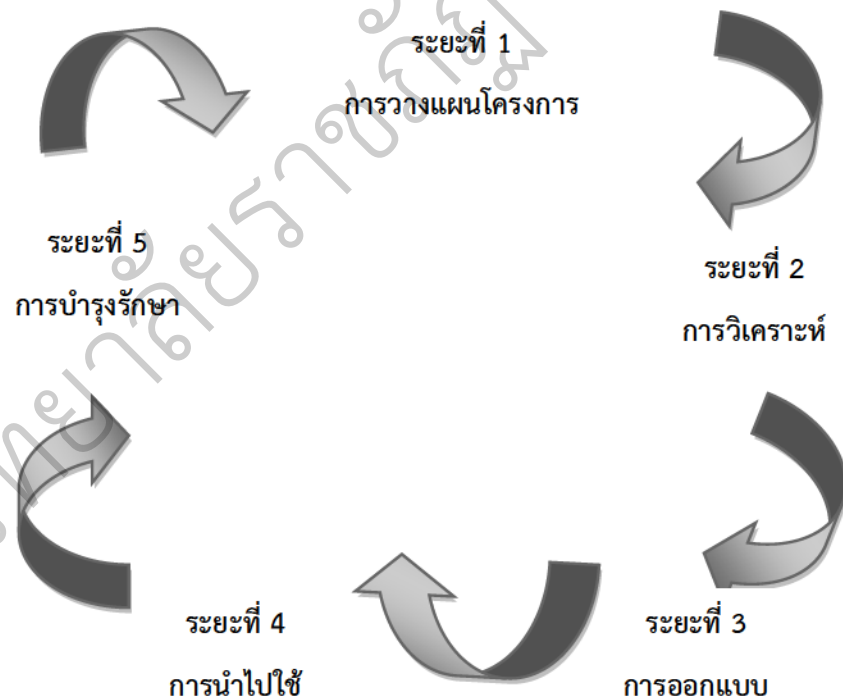 ระยะที่ 1
การวางแผนโครงการ
ระยะที่ 2
การวิเคราะห์
ระยะที่ 3
การออกแบบ
ระยะที่ 4
การนำไปใช้
ระยะที่ 5
การบำรุงรักษา